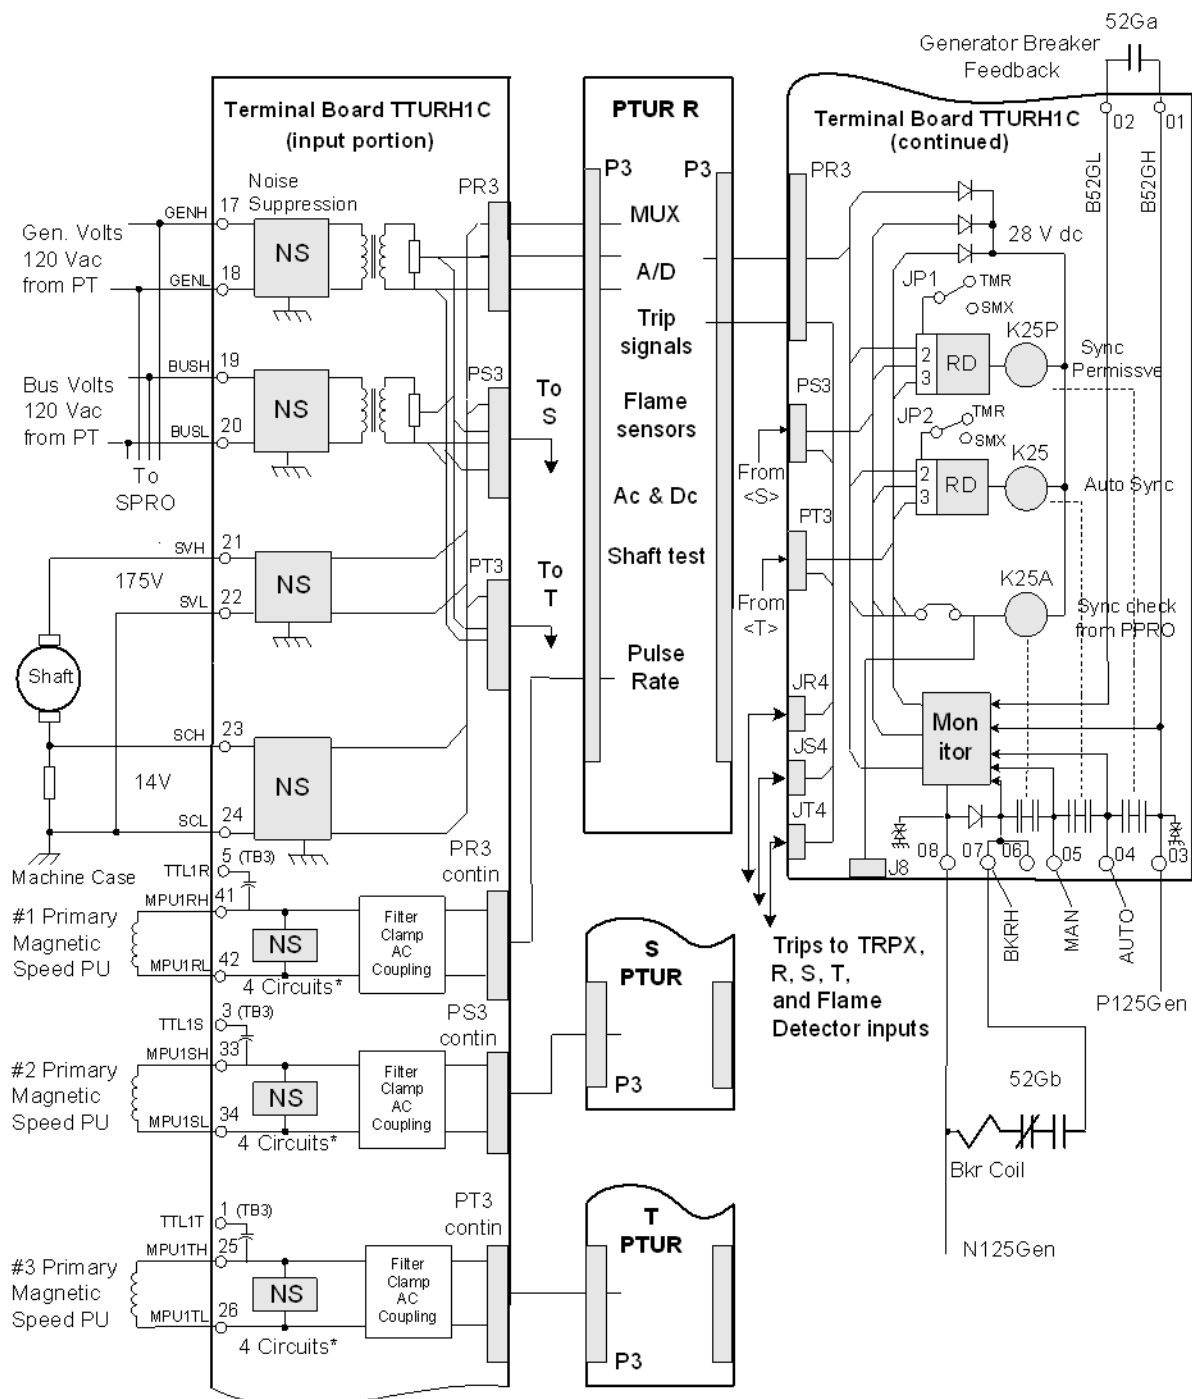 52Ga
Generator Breaker
Feedback
Terminal Board TTURH1C
(input portion)
PTUR R
Terminal Board TTURH1C
(continued)
02
01
B52GL
B52GH
Noise
Suppression
PR3
P3
P3
PR3
GENH
17
NS
Gen. Volts
120 Vac
from PT
GENL
18
MUX
A/D
Trip
signals
28 V dc
JP1
TMR
SMX
K25P
2
3
RD
Sync
Permissve
BUSH
19
NS
Bus Volts
120 Vac
from PT
BUSL
20
PS3
To
S
Flame
sensors
PS3
JP2
TMR
SMX
K25
2
3
RD
Auto Sync
To
SPRO
From
<S>
Ac & Dc
SVH
21
NS
175V
SVL
22
PT3
To
T
Shaft test
PT3
From
<T>
K25A
Sync check
from PPRO
Shaft
Pulse
Rate
JR4
JS4
JT4
Mon
itor
SCH
23
NS
14V
SCL
24
Machine Case
PR3
contin
J8
08
07
06
05
04
03
BKRH
MAN
AUTO
P125Gen
TTL1R
5
(TB3)
MPU1RH
41
#1 Primary
Magnetic
Speed PU
NS
MPU1RL
42
4 Circuits*
Filter
Clamp
AC
Coupling
S
PTUR
P3
Trips to TRPX,
R, S, T,
and Flame
Detector inputs
PS3
contin
TTL1S
3
(TB3)
MPU1SH
33
#2 Primary
Magnetic
Speed PU
NS
MPU1SL
34
4 Circuits*
Filter
Clamp
AC
Coupling
52Gb
Bkr Coil
N125Gen
PT3
contin
TTL1T
1
(TB3)
MPU1TH
25
#3 Primary
Magnetic
Speed PU
NS
MPU1TL
26
4 Circuits*
Filter
Clamp
AC
Coupling
T
PTUR
P3